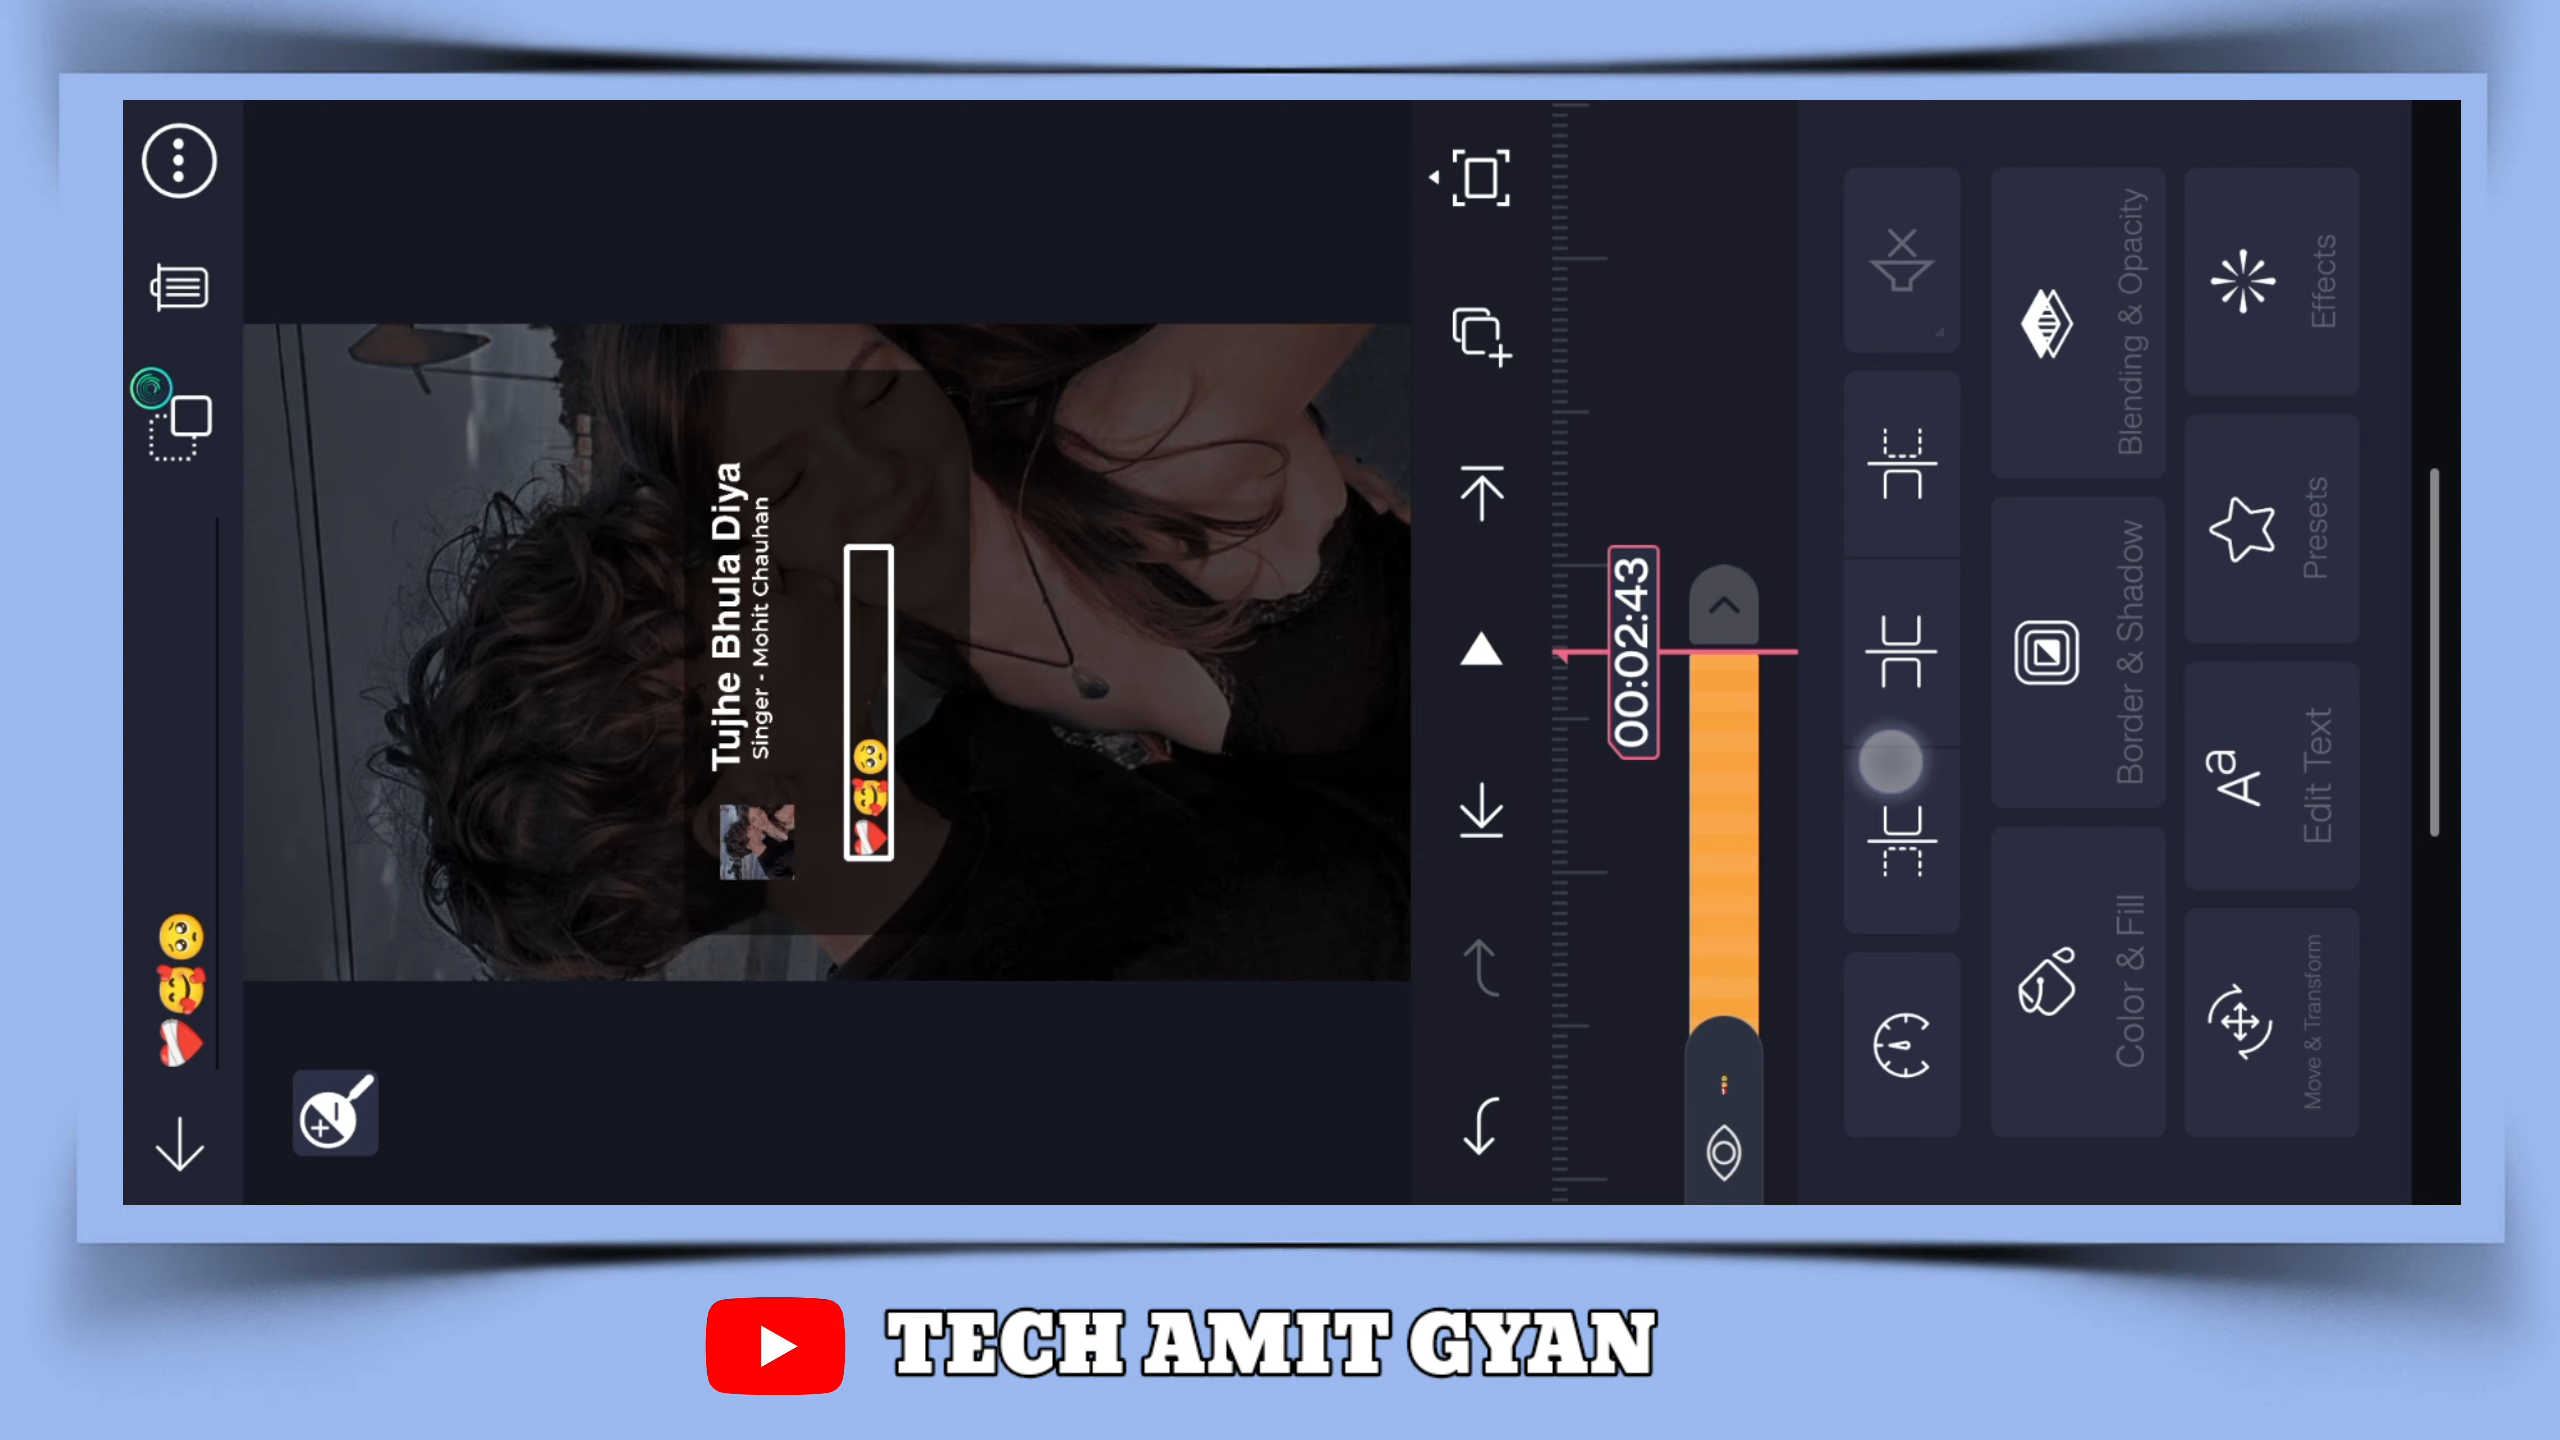 ❤️‍🩹🥰🥺
Tujhe Bhula Diya
Singer - Mohit Chauhan
❤️‍🩹🥰🥺
00:02:43
Color & Fill
Border & Shadow
Blending & Opacity
Move & Transform
Aa
Edit Text
Presets
Effects
TECH AMIT GYAN